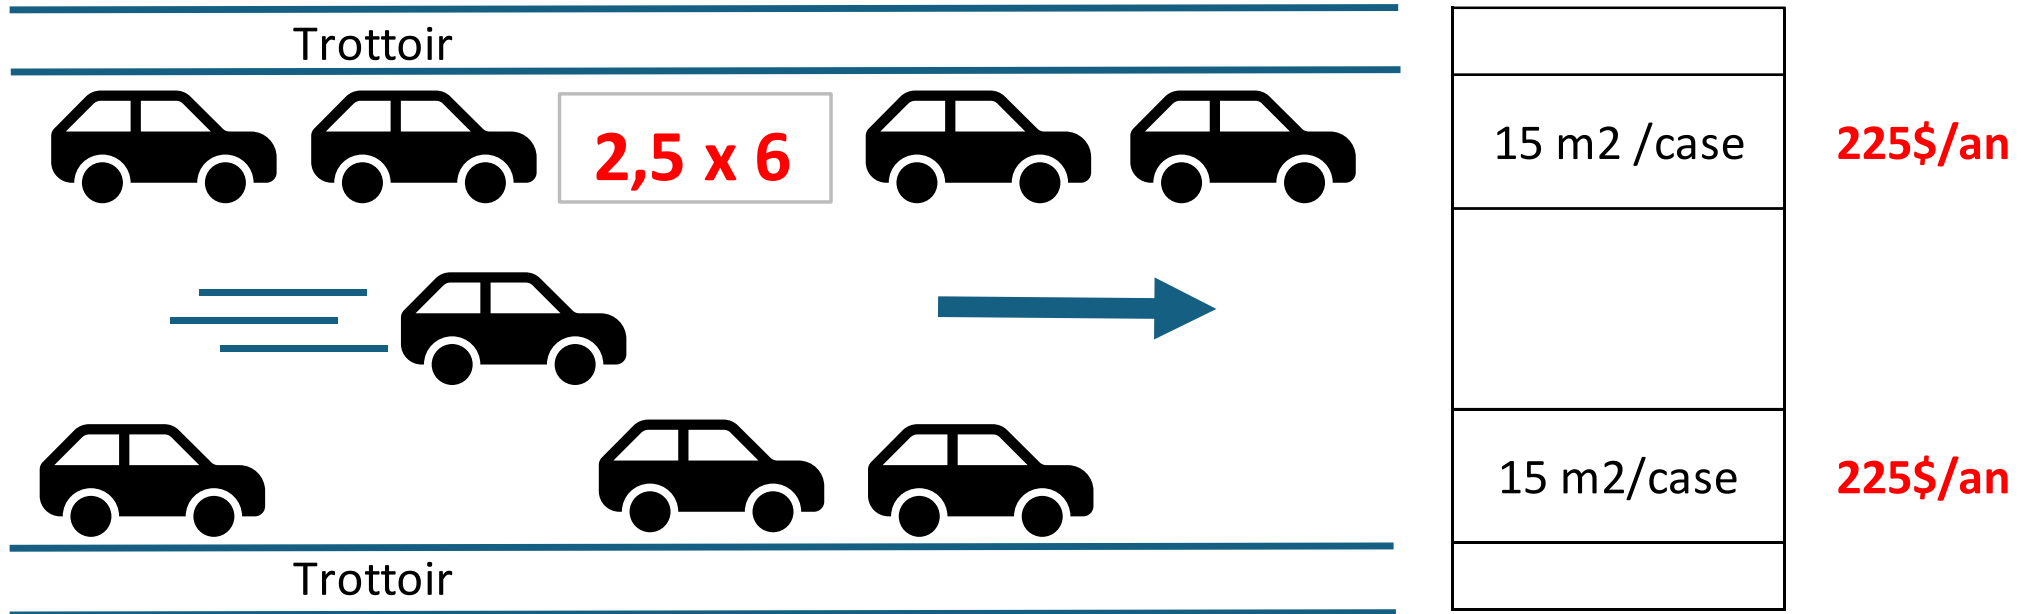 Trottoir
2,5 x 6
15 m2 /case
225$/an
15 m2/case
225$/an
Trottoir